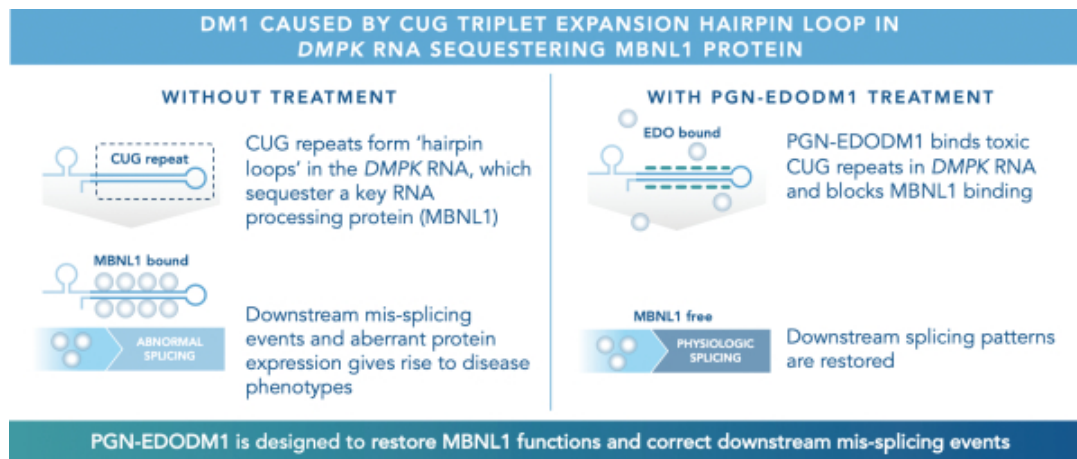 DM1 CAUSED BY CUG TRIPLET EXPANSION HAIRPIN LOOP IN
DMPK RNA SEQUESTERING MBNL1 PROTEIN
WITHOUT TREATMENT
CUG repeat
CUG repeats form ‘hairpin
loops’ in the DMPK RNA, which
sequester a key RNA
processing protein (MBNL1)
MBNL1 bound
ABNORMAL
SPLICING
Downstream mis-splicing
events and aberrant protein
expression gives rise to disease
phenotypes
WITH PGN-EDODM1 TREATMENT
EDO bound
PGN-EDODM1 binds toxic
CUG repeats in DMPK RNA
and blocks MBNL1 binding
MBNL1 free
PHYSIOLOGIC
SPLICING
Downstream splicing patterns
are restored
PGN-EDODM1 is designed to restore MBNL1 functions and correct downstream mis-splicing events